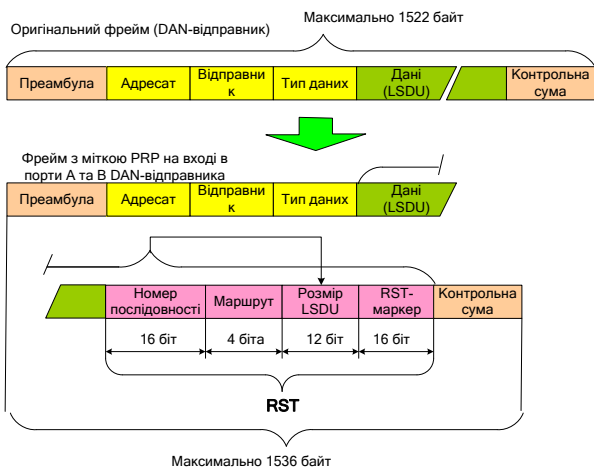 Максимально 1522 байт
Оригінальний фрейм (DAN-відправник)
Преамбула
Адресат
Відправни
к
Тип даних
Дані
(LSDU)
Контрольна
сума
Фрейм з міткою PRP на вході в
порти А та В DAN-відправника
Преамбула
Адресат
Відправни
к
Тип даних
Дані
(LSDU)
Номер
послідовності
Маршрут
Розмір
LSDU
RST-
маркер
Контрольна
сума
16 біт
4 біта
12 біт
16 біт
RST
Максимально 1536 байт